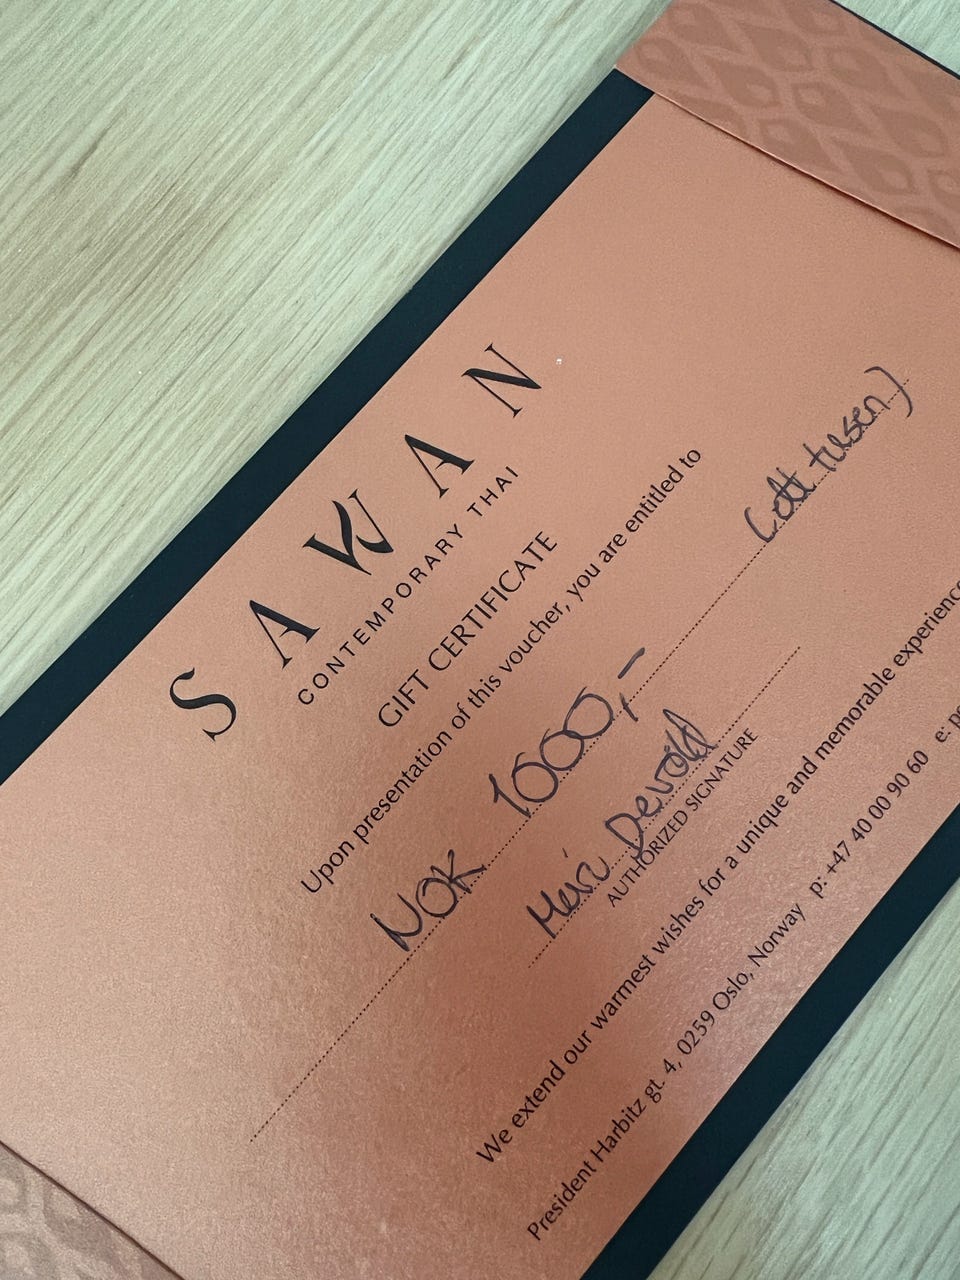 SAWAN
CONTEMPORARY THAI
GIFT CERTIFICATE
Upon presentation of this voucher, you are entitled to
NOK 1000,- (ett tusen)
Devold
AUTHORIZED SIGNATURE
We extend our warmest wishes for a unique and memorable experience
President Harbitz gt. 4, 0259 Oslo, Norway p: +47 40 00 90 60 e: